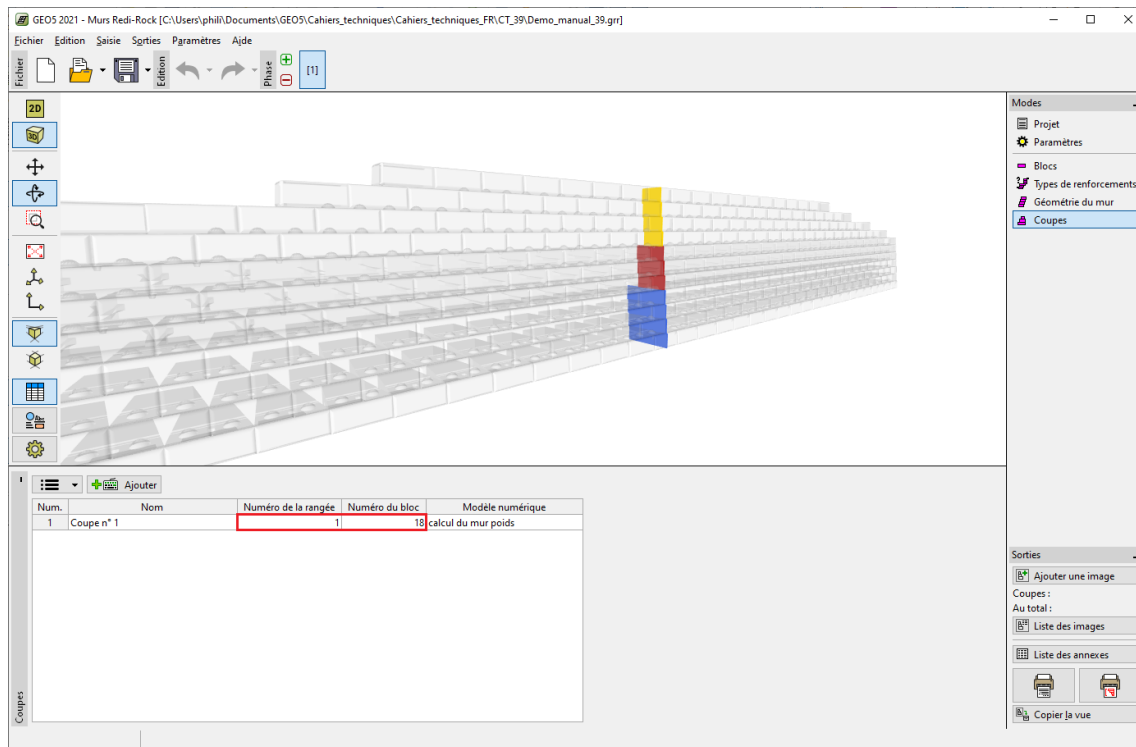 GEO5 2021 - Murs Redi-Rock [C:\Users\phili\Documents\GEO5\Cahiers_techniques\Cahiers_techniques_FR\CT_39\Demo_manual_39.grr]
Fichier Edition Saisie Sorties Paramètres Aide
Fichier
Edition
Phase
[1]
2D
3D
Modes
Projet
Paramètres
Blocs
Types de renforcements
Géométrie du mur
Coupes
Ajouter
Num. Nom Numéro de la rangée Numéro du bloc Modèle numérique
1 Coupe n° 1 1 18 calcul du mur poids
Coupes
Sorties
Ajouter une image
Coupes :
Au total :
Liste des images
Liste des annexes
Copier la vue